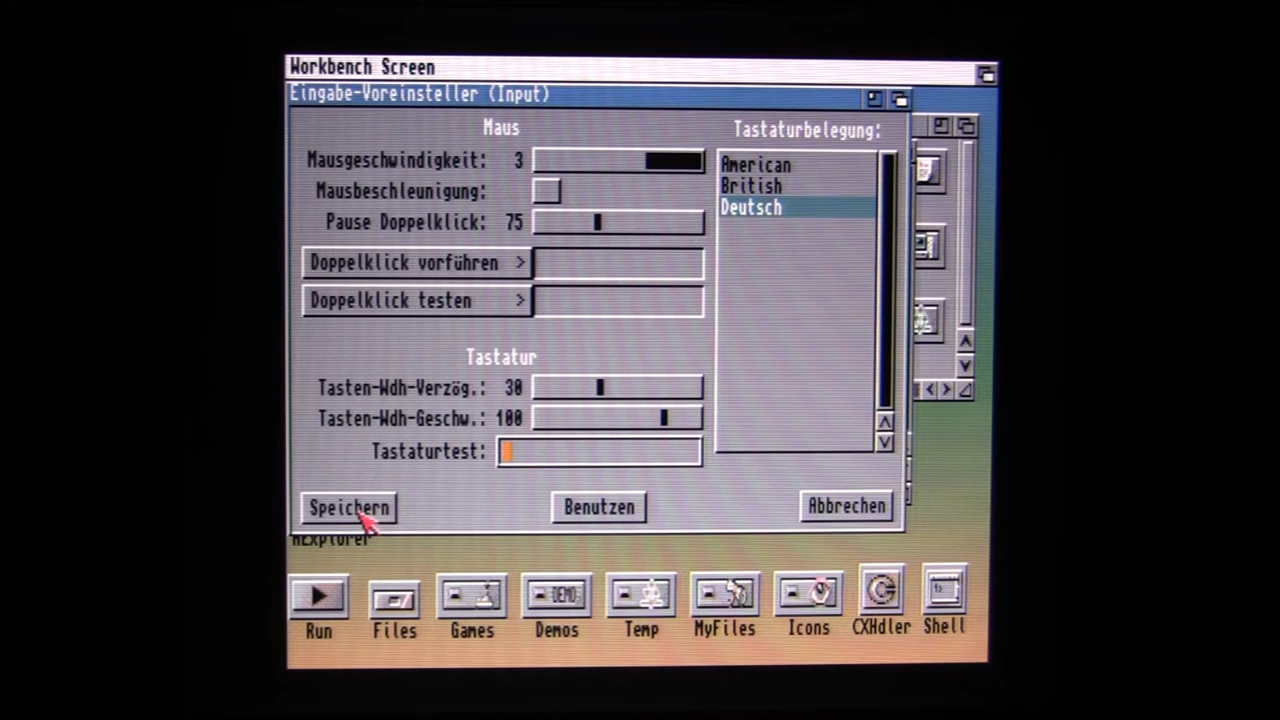 Workbench Screen
Eingabe-Voreinsteller (Input)
Maus
Mausgeschwindigkeit: 3
Mausbeschleunigung:
Pause Doppelklick: 75
Doppelklick vorführen >
Doppelklick testen >
Tastatur
Tasten-Wdh-Verzög.: 30
Tasten-Wdh-Geschw.: 100
Tastaturtest:
Tastaturbelegung:
American
British
Deutsch
Speichern
Benutzen
Abbrechen
AExplorer
DEMO
Run
Files
Games
Demos
Temp
MyFiles
Icons
CXHdler
Shell